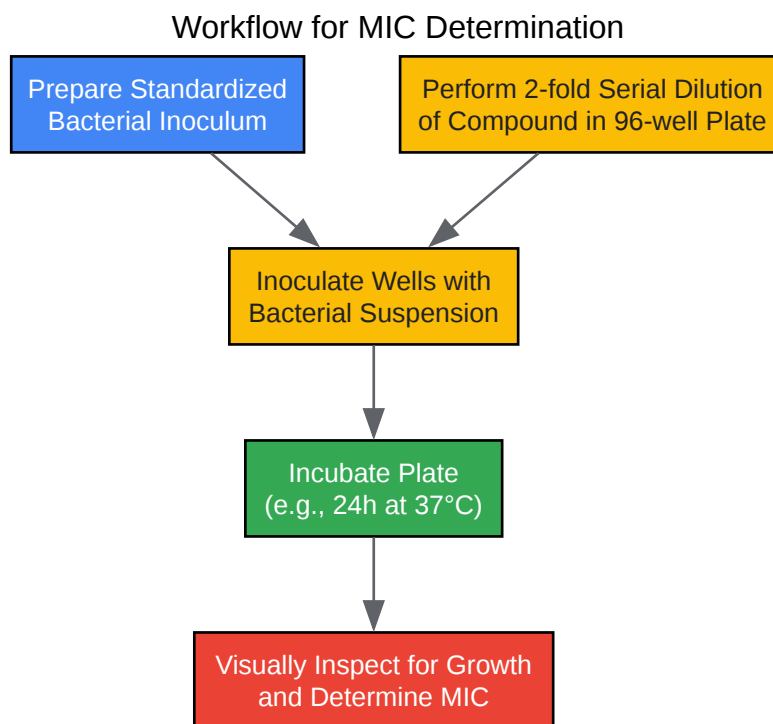 Workflow for MIC Determination
Prepare Standardized
Bacterial Inoculum
Perform 2-fold Serial Dilution
of Compound in 96-well Plate
Inoculate Wells with
Bacterial Suspension
Incubate Plate
(e.g., 24h at 37°C)
Visually Inspect for Growth
and Determine MIC